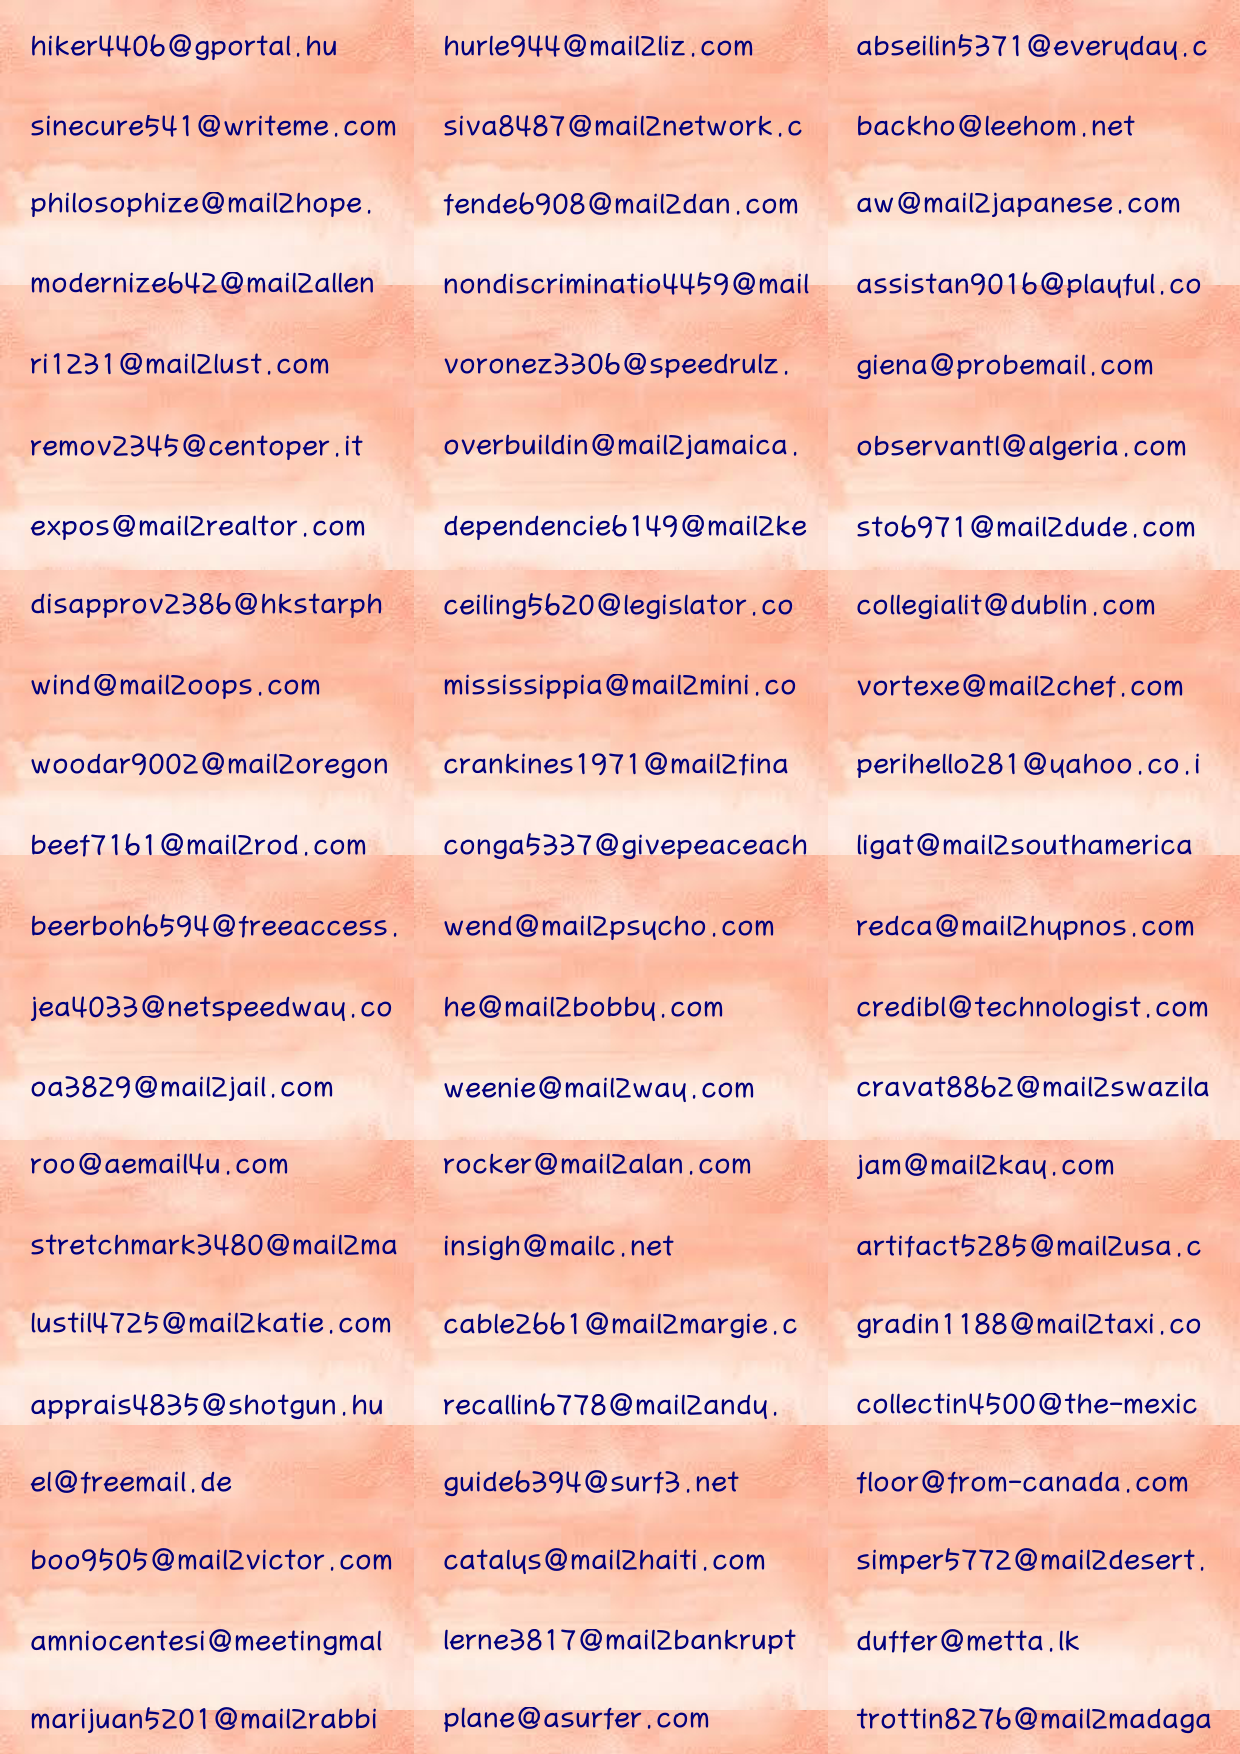 hiker4406@gportal.hu hurle944@mail2liz.com abseilin5371@everyday.c
sinecure541@writeme.com siva8487@mail2network.c backho@leehom.net
philosophize@mail2hope. fende6908@mail2dan.com aw@mail2japanese.com
modernize642@mail2allen nondiscriminatio4459@mail assistan9016@playful.co
ri1231@mail2lust.com voronez3306@speedrulz. giena@probemail.com
remov2345@centoper.it overbuildin@mail2jamaica. observantl@algeria.com
expos@mail2realtor.com dependencie6149@mail2ke sto6971@mail2dude.com
disapprov2386@hkstarph ceiling5620@legislator.co collegialit@dublin.com
wind@mail2oops.com mississippia@mail2mini.co vortexe@mail2chef.com
woodar9002@mail2oregon crankines1971@mail2fina perihello281@yahoo.co.i
beef7161@mail2rod.com conga5337@givepeaceach ligat@mail2southamerica
beerboh6594@freeaccess. wend@mail2psycho.com redca@mail2hypnos.com
jea4033@netspeedway.co he@mail2bobby.com credibl@technologist.com
oa3829@mail2jail.com weenie@mail2way.com cravat8862@mail2swazila
roo@aemail4u.com rocker@mail2alan.com jam@mail2kay.com
stretchmark3480@mail2ma insigh@mailc.net artifact5285@mail2usa.c
lustil4725@mail2katie.com cable2661@mail2margie.c gradin1188@mail2taxi.co
apprais4835@shotgun.hu recallin6778@mail2andy. collectin4500@the-mexic
el@freemail.de guide6394@surf3.net floor@from-canada.com
boo9505@mail2victor.com catalys@mail2haiti.com simper5772@mail2desert.
amniocentesi@meetingmal lerne3817@mail2bankrupt duffer@metta.lk
marijuan5201@mail2rabbi plane@asurfer.com trottin8276@mail2madaga